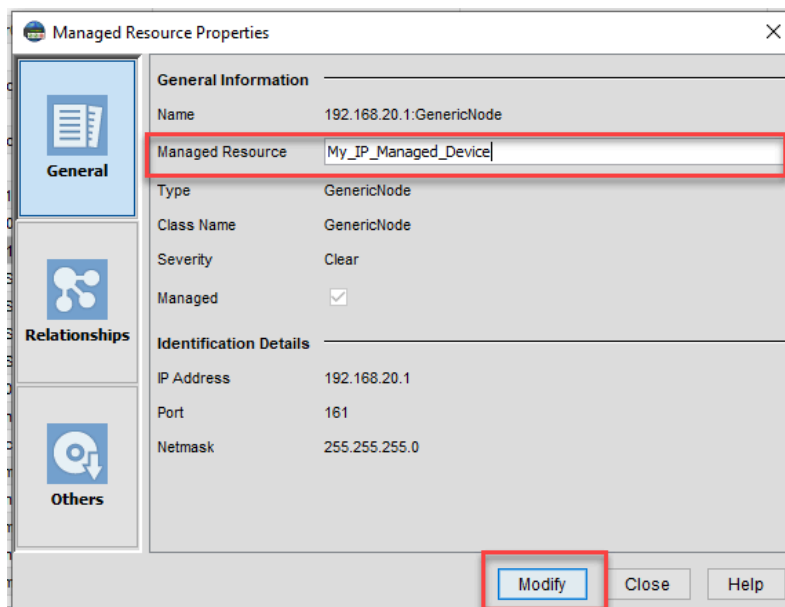 Managed Resource Properties
General Information
Name 192.168.20.1:GenericNode
Managed Resource My_IP_Managed_Device
General
Type GenericNode
Class Name GenericNode
Severity Clear
Managed
Relationships
Identification Details
IP Address 192.168.20.1
Port 161
Netmask 255.255.255.0
Others
Modify Close Help